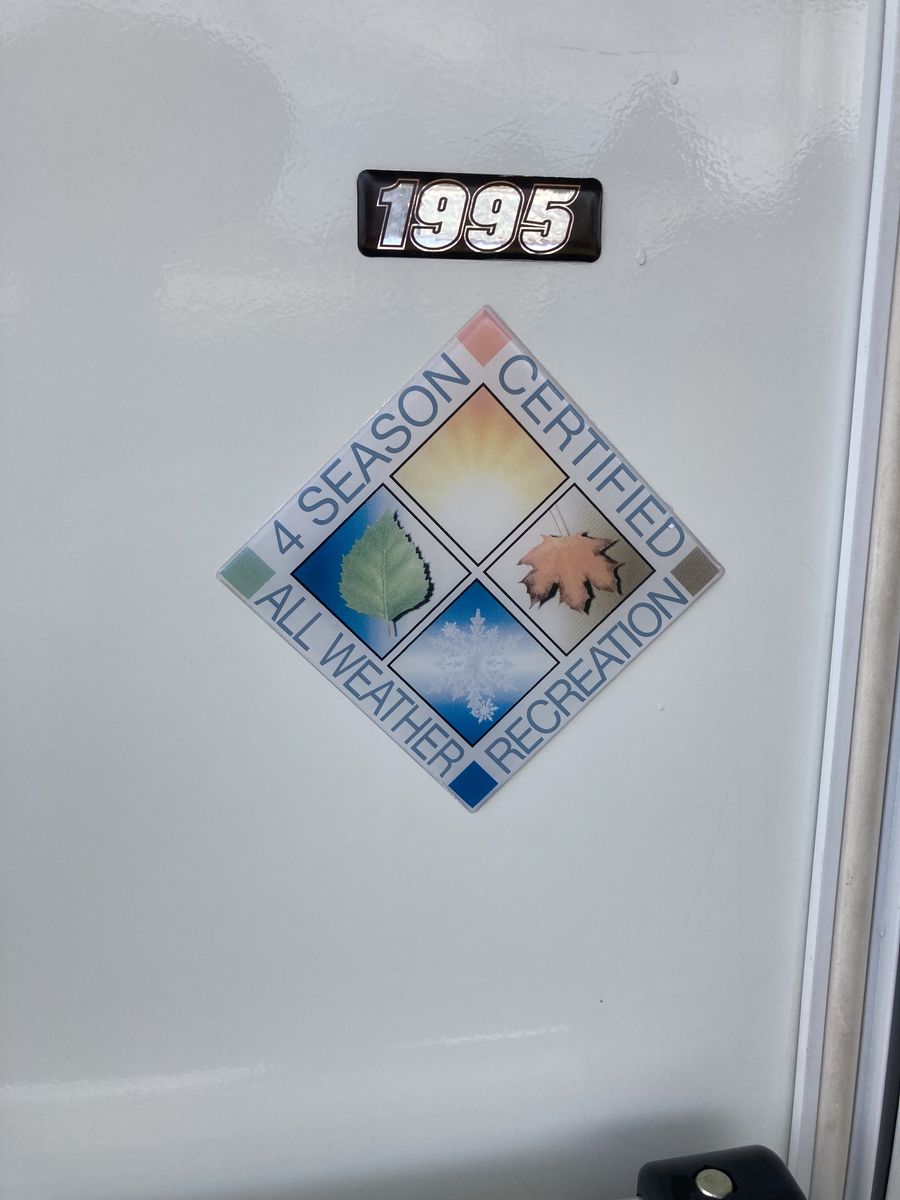 1995
4 SEASON
CERTIFIED
ALL WEATHER
RECREATION